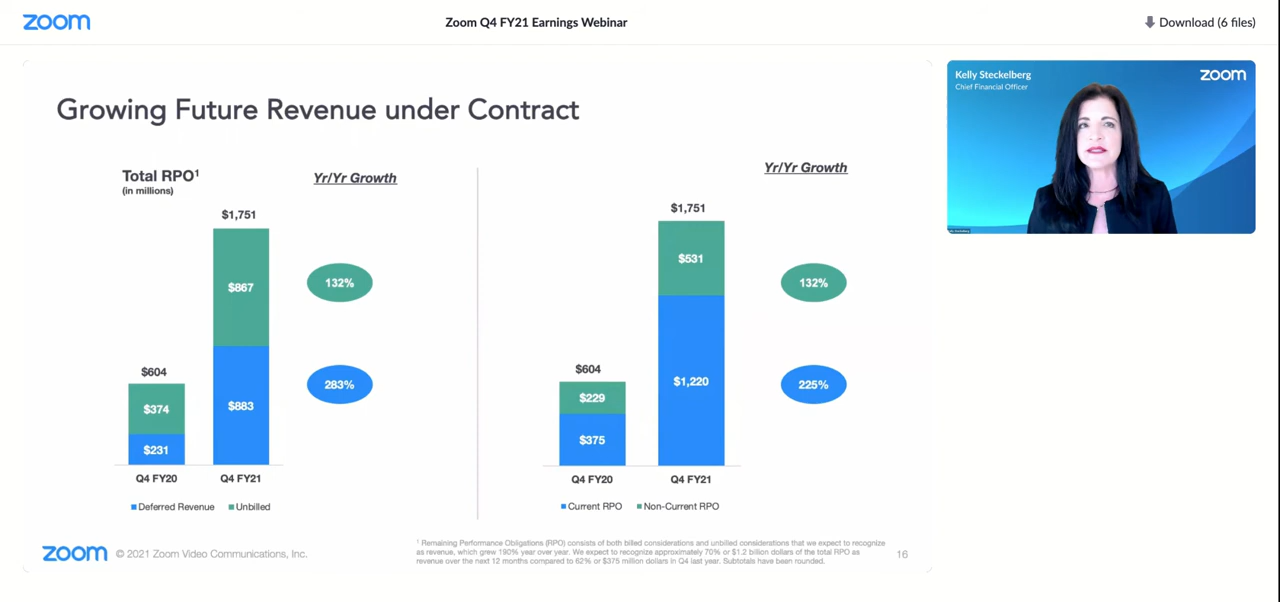 zoom
Zoom Q4 FY21 Earnings Webinar
Download (6 files)
Growing Future Revenue under Contract
Total RPO¹
(in millions)
Yr/Yr Growth
$1,751
$867
$883
$604
$374
$231
132%
283%
Q4 FY20
Q4 FY21
Deferred Revenue
Unbilled
Yr/Yr Growth
$1,751
$531
$1,220
$604
$229
$375
132%
225%
Q4 FY20
Q4 FY21
Current RPO
Non-Current RPO
zoom
© 2021 Zoom Video Communications, Inc.
¹ Remaining Performance Obligations (RPO) consists of both billed considerations and unbilled considerations that we expect to recognize
as revenue, which grew 190% year over year. We expect to recognize approximately 70% or $1.2 billion dollars of the total RPO as
revenue over the next 12 months compared to 62% or $375 million dollars in Q4 last year. Subtotals have been rounded.
16
Kelly Steckelberg
Chief Financial Officer
zoom